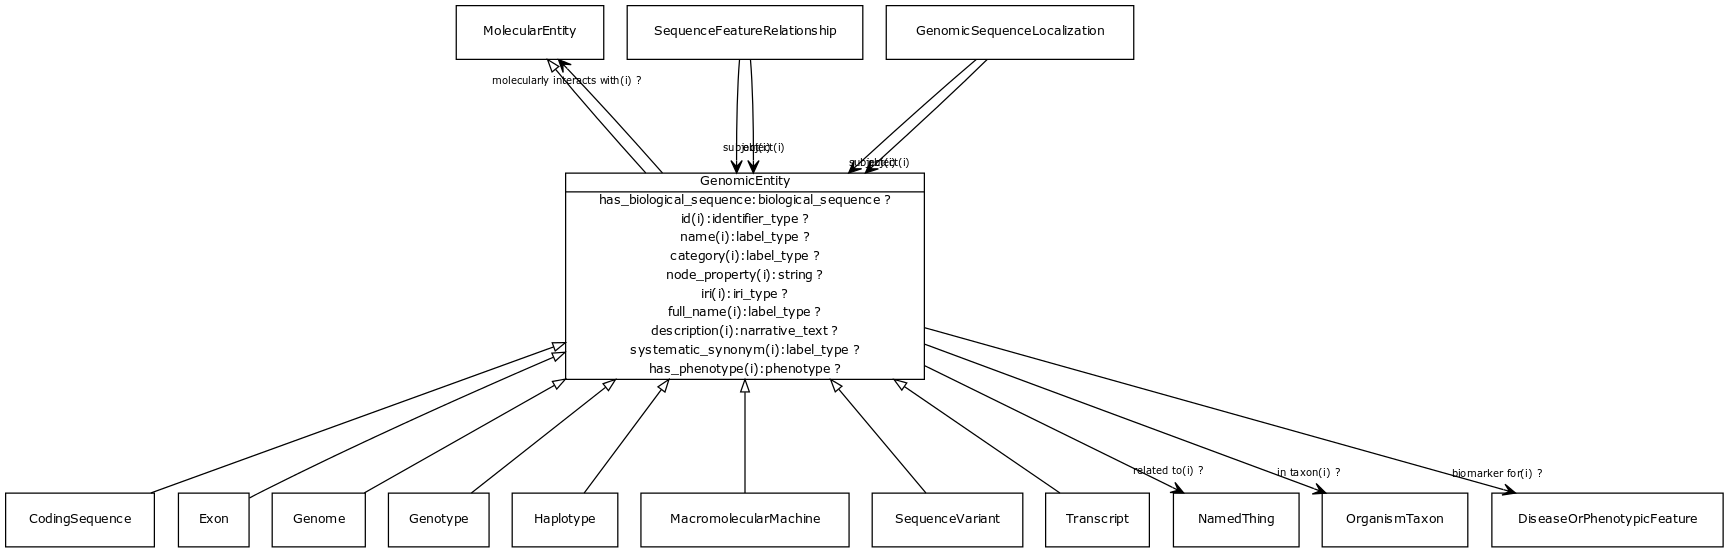 MolecularEntity
SequenceFeatureRelationship
GenomicSequenceLocalization
molecularly interacts with(i) ?
subject(i)
object(i)
subject(i)
object(i)
GenomicEntity
has_biological_sequence:biological_sequence ?
id(i):identifier_type ?
name(i):label_type ?
category(i):label_type ?
node_property(i):string ?
iri(i):iri_type ?
full_name(i):label_type ?
description(i):narrative_text ?
systematic_synonym(i):label_type ?
has_phenotype(i):phenotype ?
related to(i) ?
in taxon(i) ?
biomarker for(i) ?
CodingSequence
Exon
Genome
Genotype
Haplotype
MacromolecularMachine
SequenceVariant
Transcript
NamedThing
OrganismTaxon
DiseaseOrPhenotypicFeature